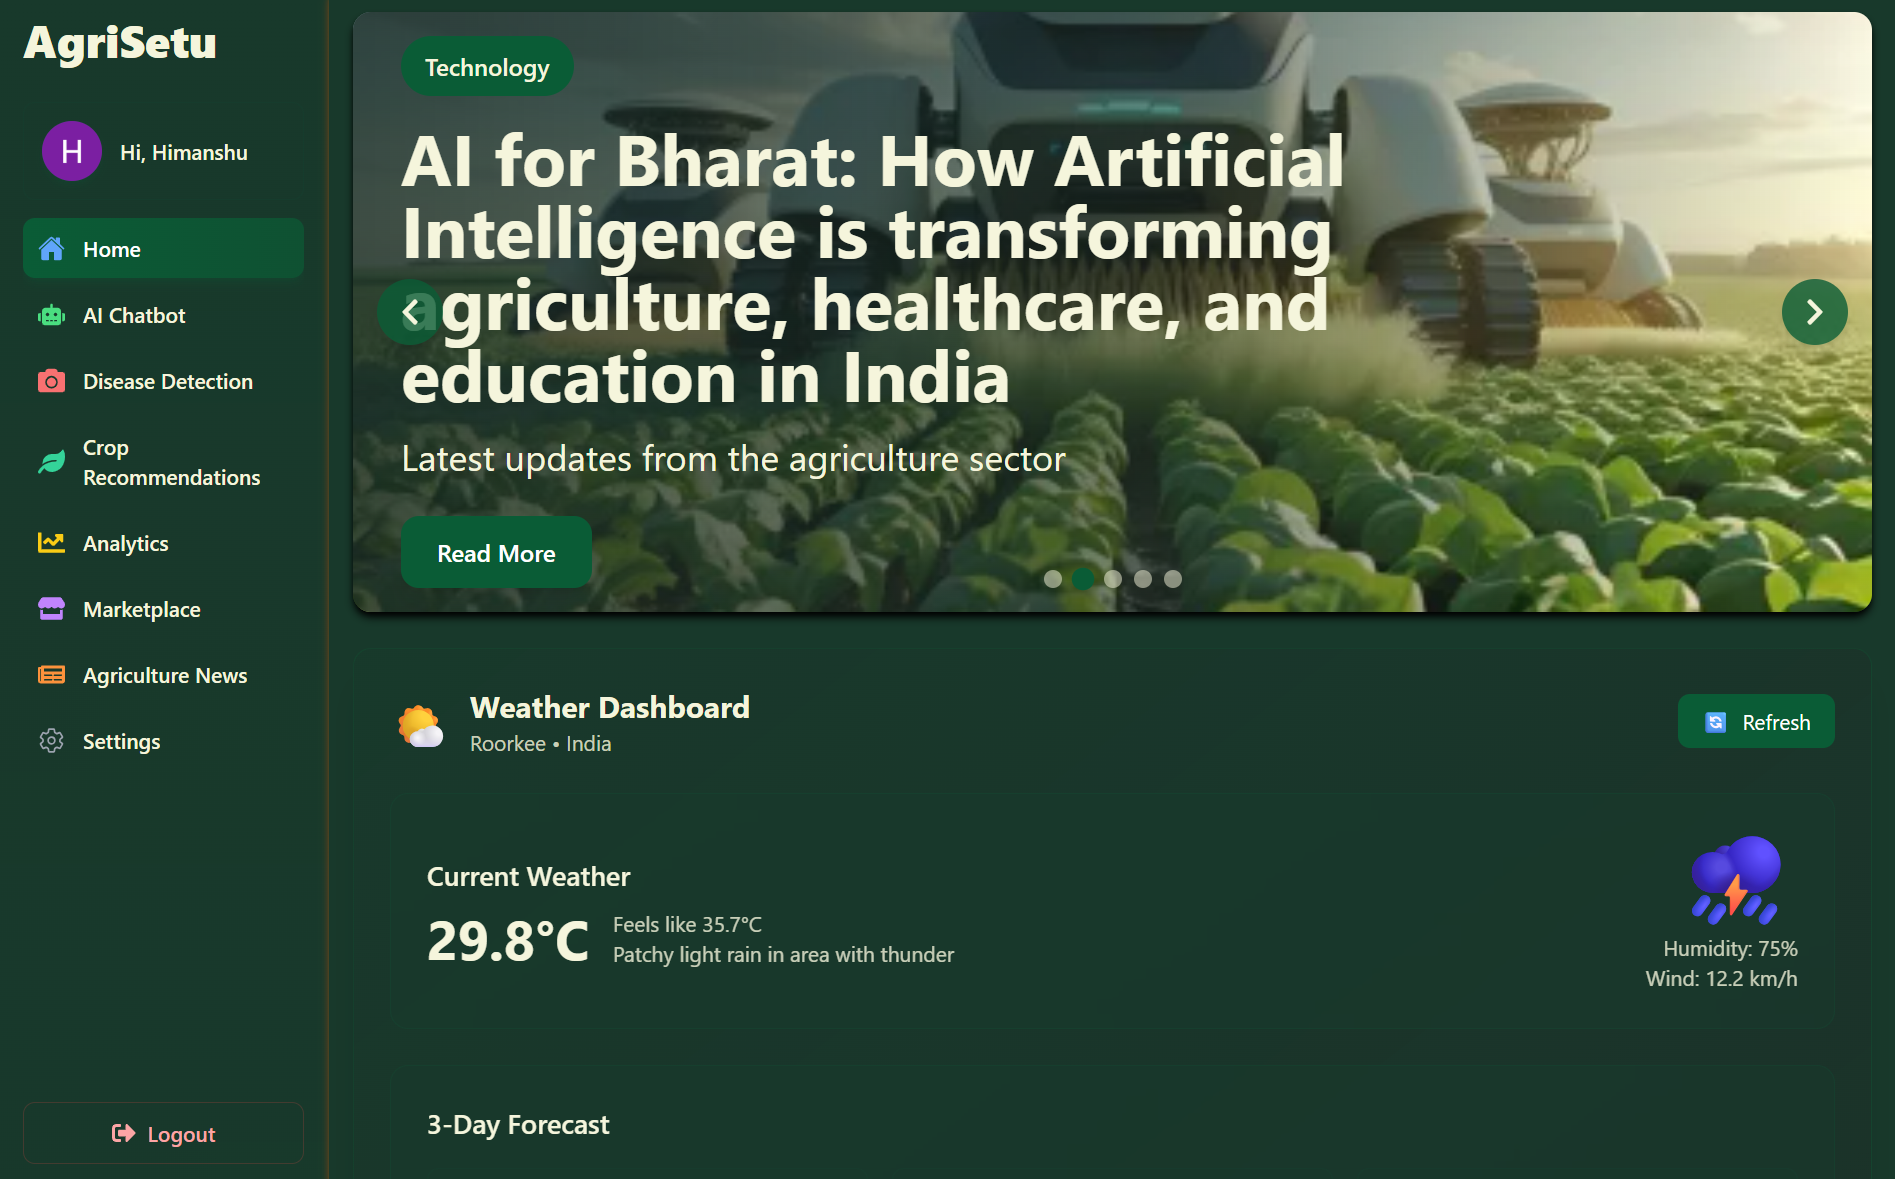 AgriSetu
H
Hi, Himanshu
Home
AI Chatbot
Disease Detection
Crop
Recommendations
Analytics
Marketplace
Agriculture News
Settings
Logout
Technology
AI for Bharat: How Artificial
Intelligence is transforming
agriculture, healthcare, and
education in India
Latest updates from the agriculture sector
Read More
Weather Dashboard
Roorkee • India
Refresh
Current Weather
29.8°C
Feels like 35.7°C
Patchy light rain in area with thunder
Humidity: 75%
Wind: 12.2 km/h
3-Day Forecast